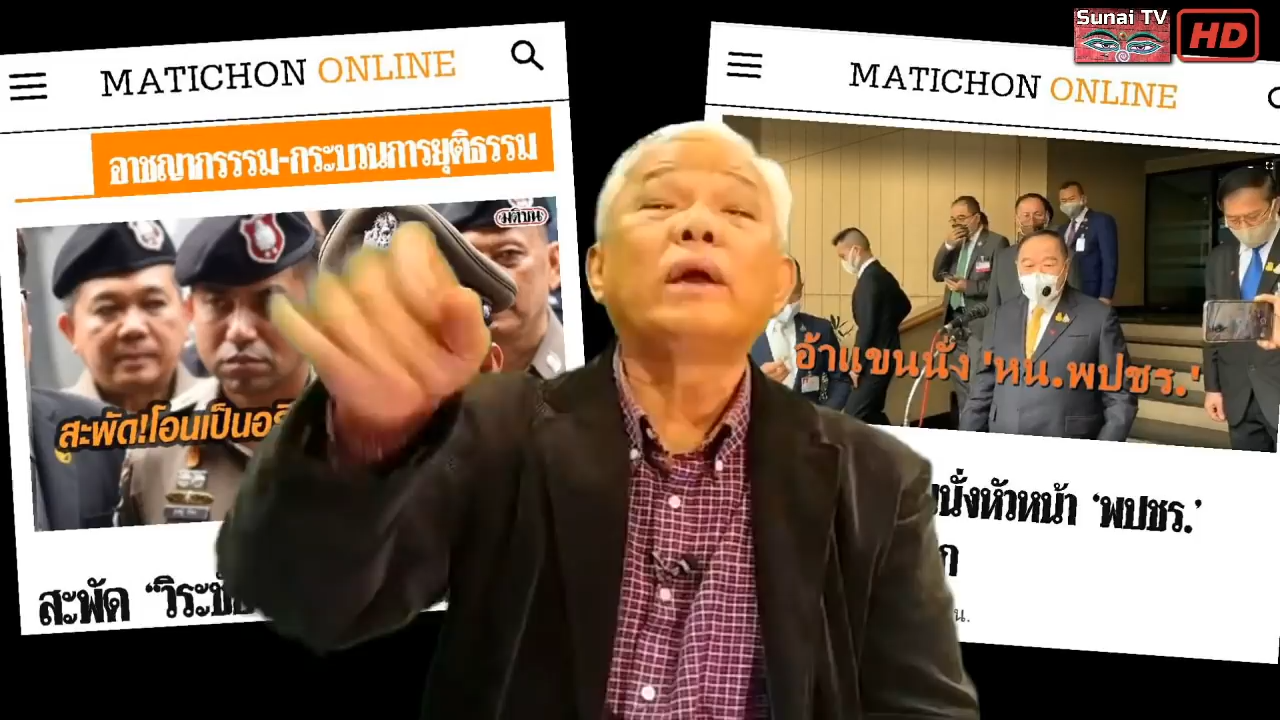 Sunai TV
HD
MATICHON ONLINE
อาชญากรรรม-กระบวนการยุติธรรม
มติชน
สะพัด!โอนเป็น
สะพัด
MATICHON ONLINE
อ้าแขนนั่ง 'หน.พปชร.'
นั่งหัวหน้า ‘พปชร.’
น.